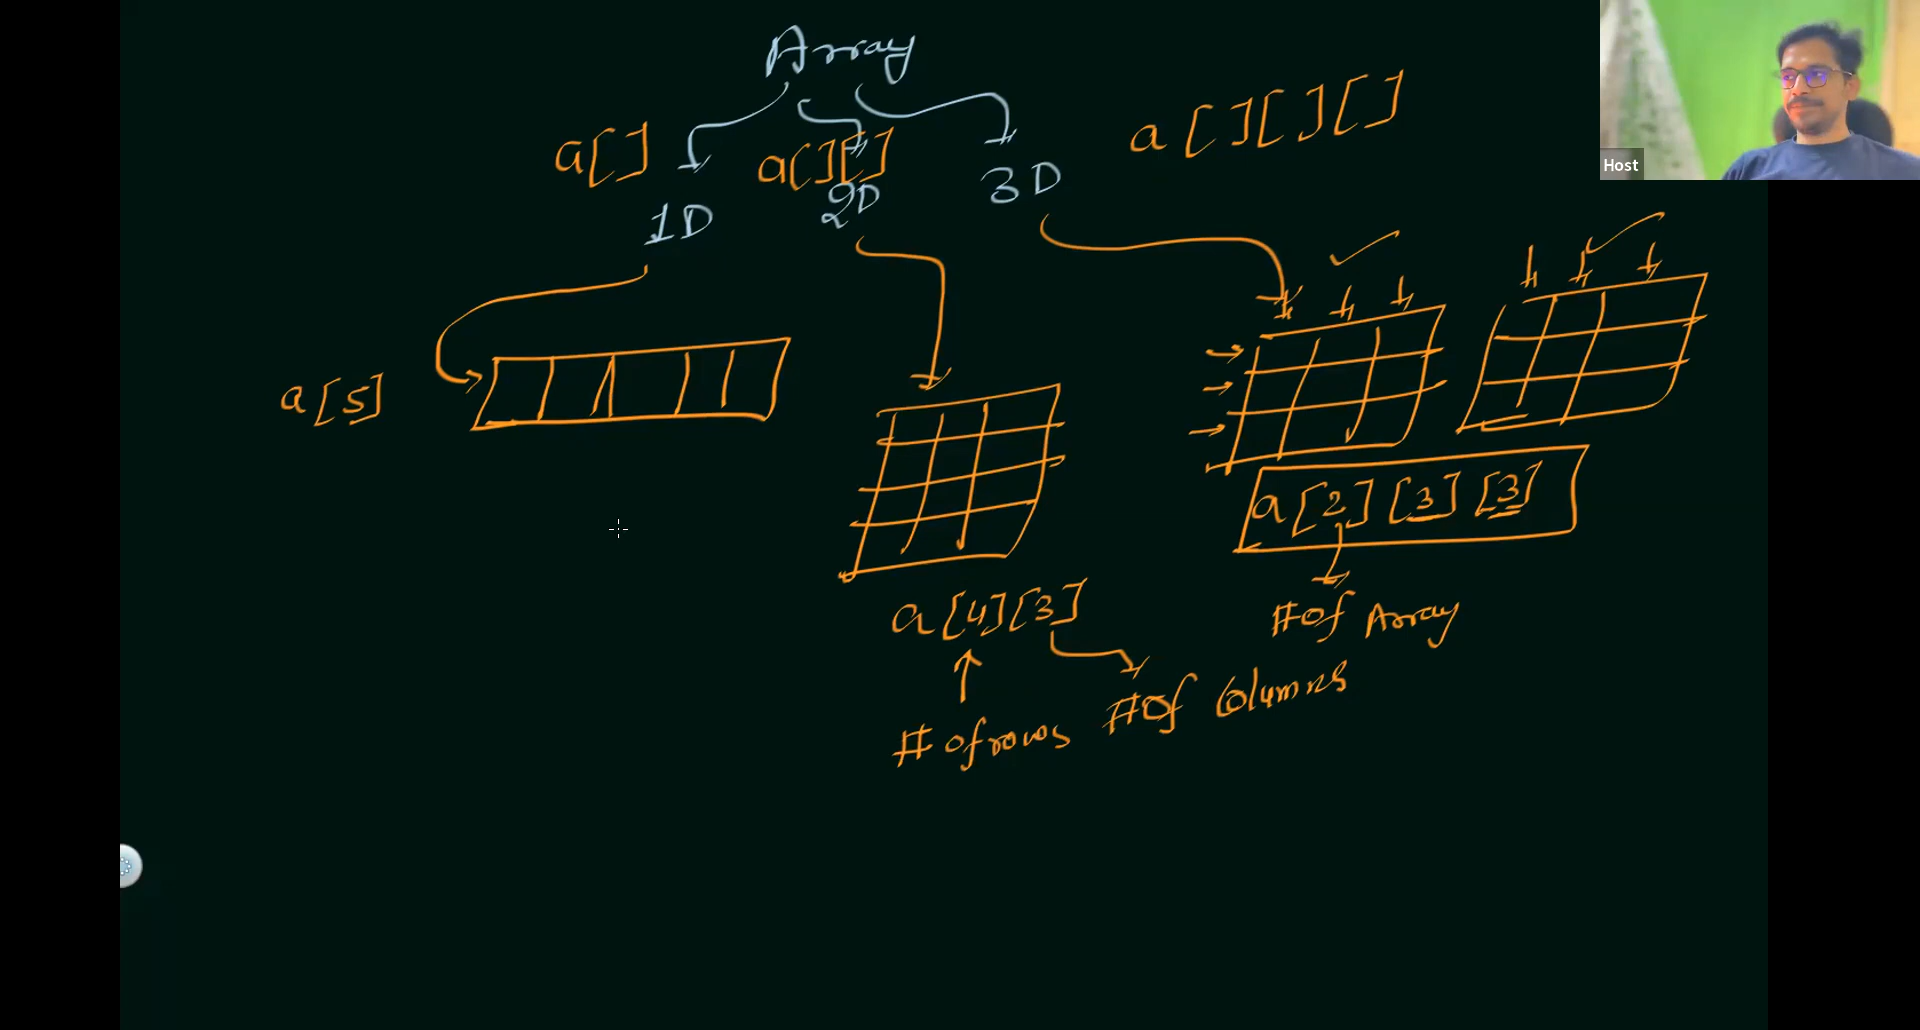 Array
a[]
a[][]
a[][][]
1D
2D
3D
Host
a[5]
a[4][3]
a[2][3][3]
# of Array
# of rows
# of Columns